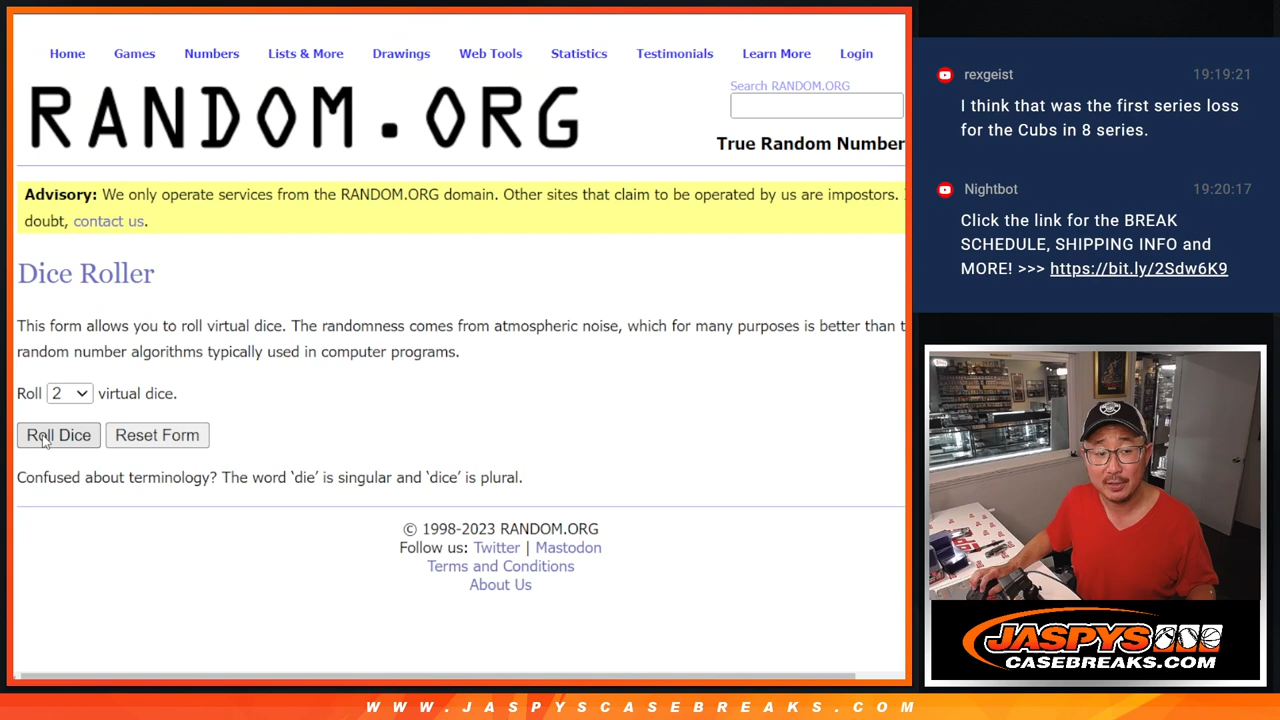 Home Games Numbers Lists & More Drawings Web Tools Statistics Testimonials Learn More Login
RANDOM.ORG
Search RANDOM.ORG
True Random Number
Advisory: We only operate services from the RANDOM.ORG domain. Other sites that claim to be operated by us are impostors.
doubt, contact us.
Dice Roller
This form allows you to roll virtual dice. The randomness comes from atmospheric noise, which for many purposes is better than t
random number algorithms typically used in computer programs.
Roll 2 virtual dice.
Roll Dice Reset Form
Confused about terminology? The word ‘die’ is singular and ‘dice’ is plural.
© 1998-2023 RANDOM.ORG
Follow us: Twitter | Mastodon
Terms and Conditions
About Us
rexgeist 19:19:21
I think that was the first series loss
for the Cubs in 8 series.
Nightbot 19:20:17
Click the link for the BREAK
SCHEDULE, SHIPPING INFO and
MORE! >>> https://bit.ly/2Sdw6K9
JASPYS
CASEBREAKS.COM
WWW.JASPYSCASEBREAKS.COM